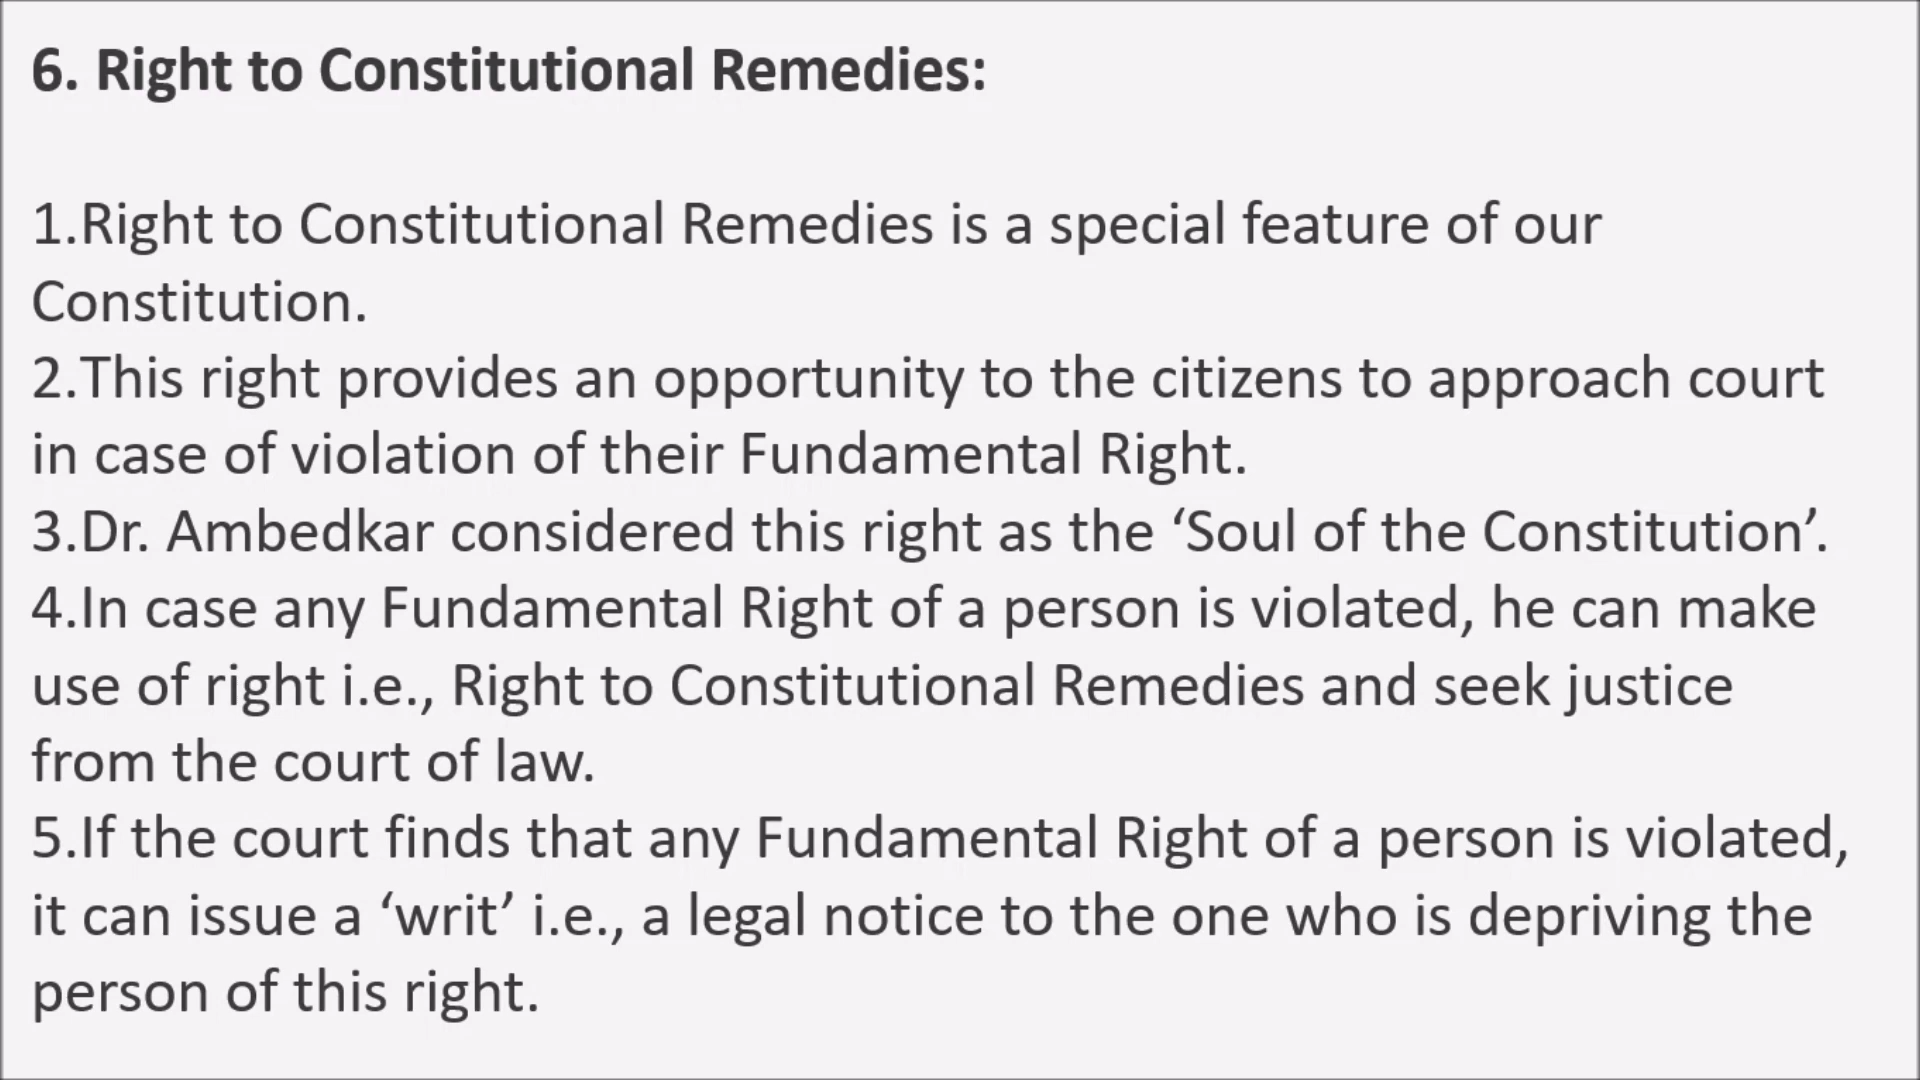 6. Right to Constitutional Remedies:
1.Right to Constitutional Remedies is a special feature of our
Constitution.
2.This right provides an opportunity to the citizens to approach court
in case of violation of their Fundamental Right.
3.Dr. Ambedkar considered this right as the ‘Soul of the Constitution’.
4.In case any Fundamental Right of a person is violated, he can make
use of right i.e., Right to Constitutional Remedies and seek justice
from the court of law.
5.If the court finds that any Fundamental Right of a person is violated,
it can issue a ‘writ’ i.e., a legal notice to the one who is depriving the
person of this right.